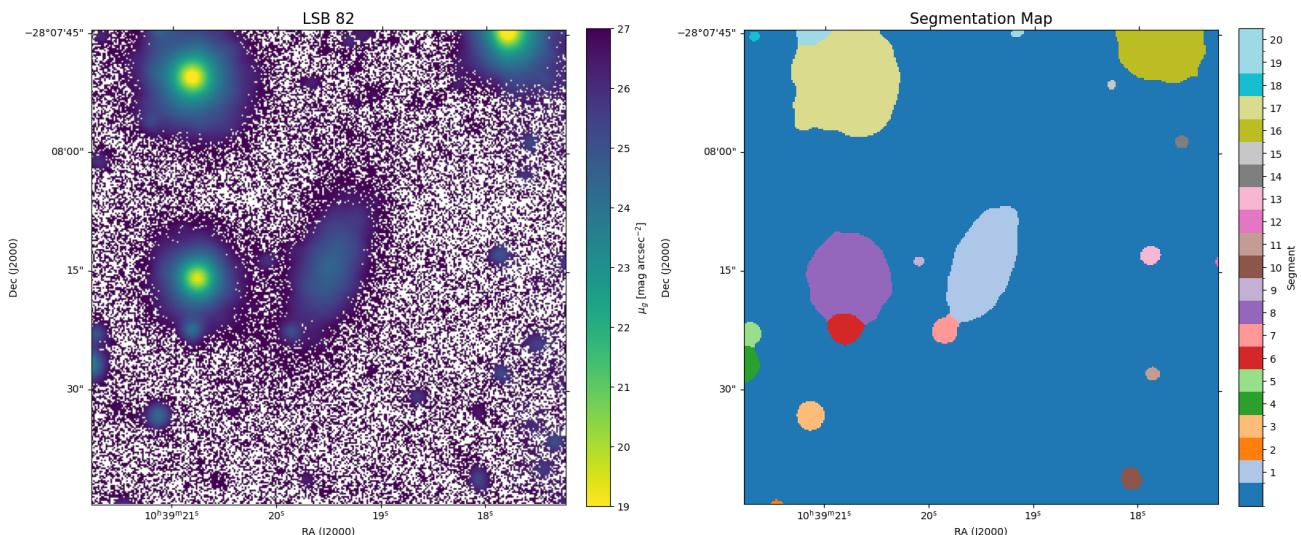 LSB 82
−28°07'45"
08'00"
15"
30"
Dec (J2000)
10ʰ39ᵐ21ˢ
20ˢ
19ˢ
18ˢ
RA (J2000)
27
26
25
24
23
22
21
20
19
μg [mag arcsec⁻²]
Segmentation Map
−28°07'45"
08'00"
15"
30"
Dec (J2000)
10ʰ39ᵐ21ˢ
20ˢ
19ˢ
18ˢ
RA (J2000)
20
19
18
17
16
15
14
13
12
11
10
9
8
7
6
5
4
3
2
1
Segment